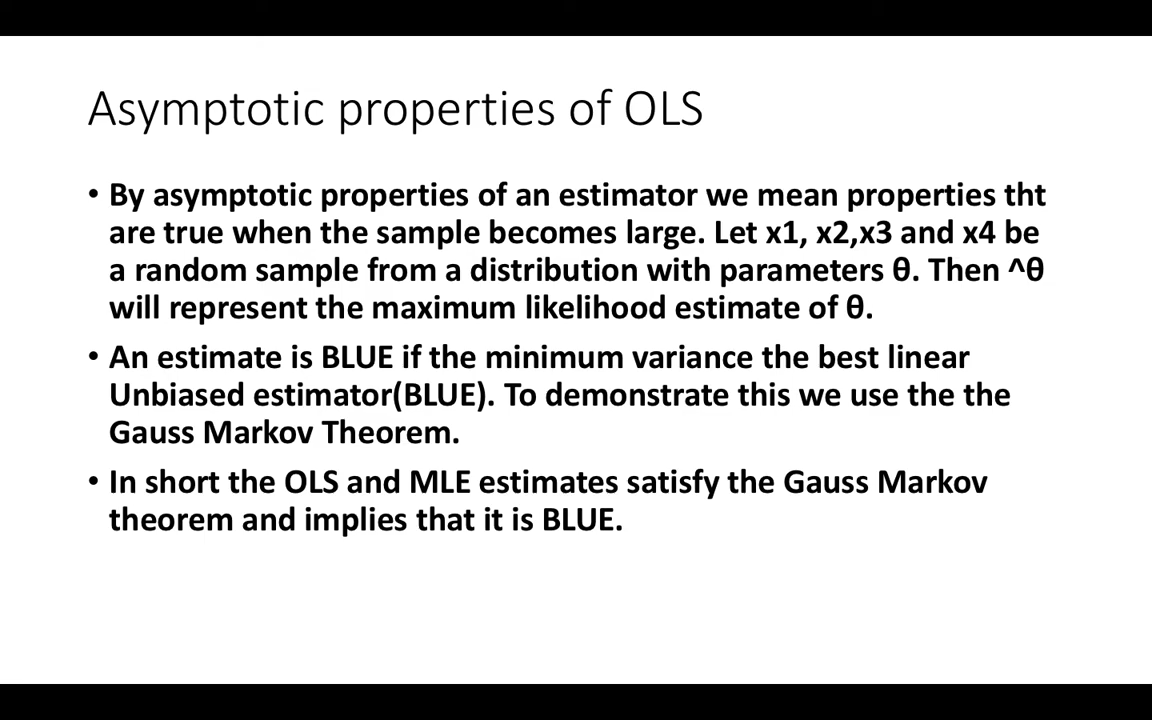 Asymptotic properties of OLS
• By asymptotic properties of an estimator we mean properties tht
are true when the sample becomes large. Let x1, x2,x3 and x4 be
a random sample from a distribution with parameters θ. Then ^θ
will represent the maximum likelihood estimate of θ.
• An estimate is BLUE if the minimum variance the best linear
Unbiased estimator(BLUE). To demonstrate this we use the the
Gauss Markov Theorem.
• In short the OLS and MLE estimates satisfy the Gauss Markov
theorem and implies that it is BLUE.